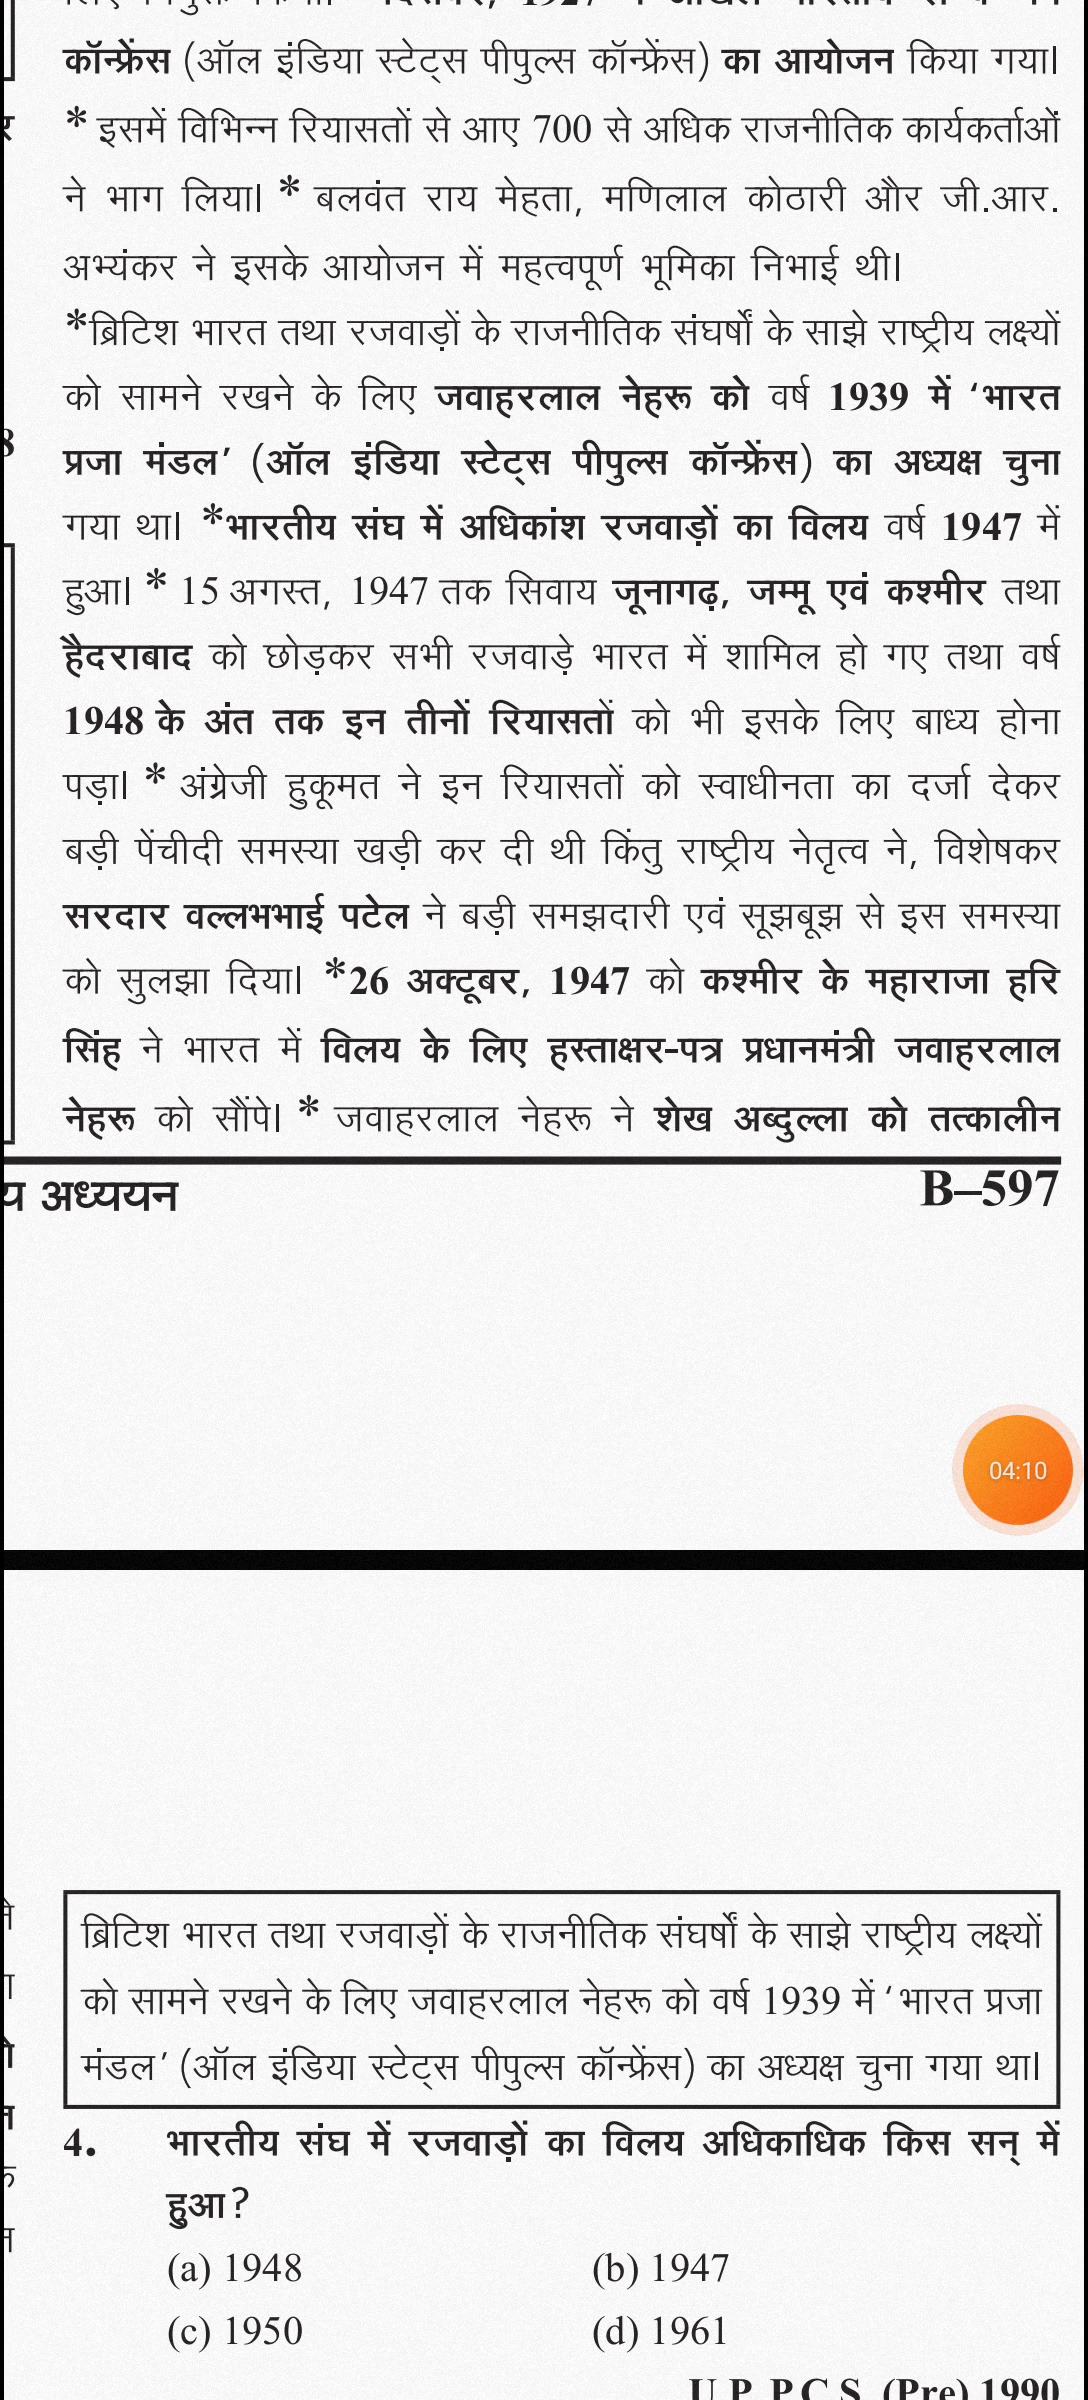 कॉन्फ्रेंस (ऑल इंडिया स्टेट्स पीपुल्स कॉन्फ्रेंस) का आयोजन किया गया।
* इसमें विभिन्न रियासतों से आए 700 से अधिक राजनीतिक कार्यकर्ताओं
ने भाग लिया। * बलवंत राय मेहता, मणिलाल कोठारी और जी.आर.
अभ्यंकर ने इसके आयोजन में महत्वपूर्ण भूमिका निभाई थी।
*ब्रिटिश भारत तथा रजवाड़ों के राजनीतिक संघर्षों के साझे राष्ट्रीय लक्ष्यों
को सामने रखने के लिए जवाहरलाल नेहरू को वर्ष 1939 में ‘भारत
प्रजा मंडल’ (ऑल इंडिया स्टेट्स पीपुल्स कॉन्फ्रेंस) का अध्यक्ष चुना
गया था। *भारतीय संघ में अधिकांश रजवाड़ों का विलय वर्ष 1947 में
हुआ। * 15 अगस्त, 1947 तक सिवाय जूनागढ़, जम्मू एवं कश्मीर तथा
हैदराबाद को छोड़कर सभी रजवाड़े भारत में शामिल हो गए तथा वर्ष
1948 के अंत तक इन तीनों रियासतों को भी इसके लिए बाध्य होना
पड़ा। * अंग्रेजी हुकूमत ने इन रियासतों को स्वाधीनता का दर्जा देकर
बड़ी पेंचीदी समस्या खड़ी कर दी थी किंतु राष्ट्रीय नेतृत्व ने, विशेषकर
सरदार वल्लभभाई पटेल ने बड़ी समझदारी एवं सूझबूझ से इस समस्या
को सुलझा दिया। *26 अक्टूबर, 1947 को कश्मीर के महाराजा हरि
सिंह ने भारत में विलय के लिए हस्ताक्षर-पत्र प्रधानमंत्री जवाहरलाल
नेहरू को सौंपे। * जवाहरलाल नेहरू ने शेख अब्दुल्ला को तत्कालीन
य अध्ययन B–597
04:10
ब्रिटिश भारत तथा रजवाड़ों के राजनीतिक संघर्षों के साझे राष्ट्रीय लक्ष्यों
को सामने रखने के लिए जवाहरलाल नेहरू को वर्ष 1939 में ‘भारत प्रजा
मंडल’ (ऑल इंडिया स्टेट्स पीपुल्स कॉन्फ्रेंस) का अध्यक्ष चुना गया था।
4. भारतीय संघ में रजवाड़ों का विलय अधिकाधिक किस सन् में
हुआ?
(a) 1948 (b) 1947
(c) 1950 (d) 1961
U.P. P.C.S. (Pre) 1990